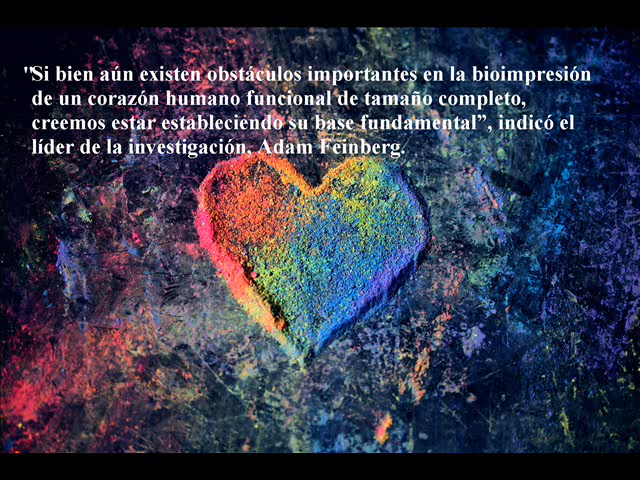 "Si bien aún existen obstáculos importantes en la bioimpresión
de un corazón humano funcional de tamaño completo,
creemos estar estableciendo su base fundamental”, indicó el
líder de la investigación, Adam Feinberg.